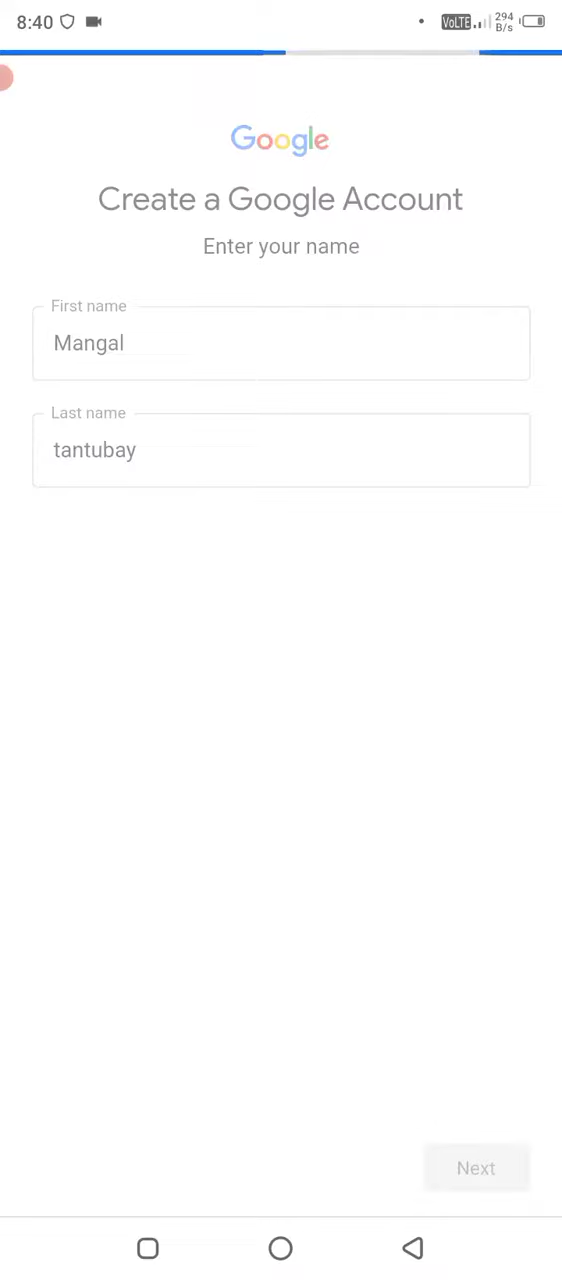 8:40
VoLTE 294 B/s
Google
Create a Google Account
Enter your name
First name
Mangal
Last name
tantubay
Next